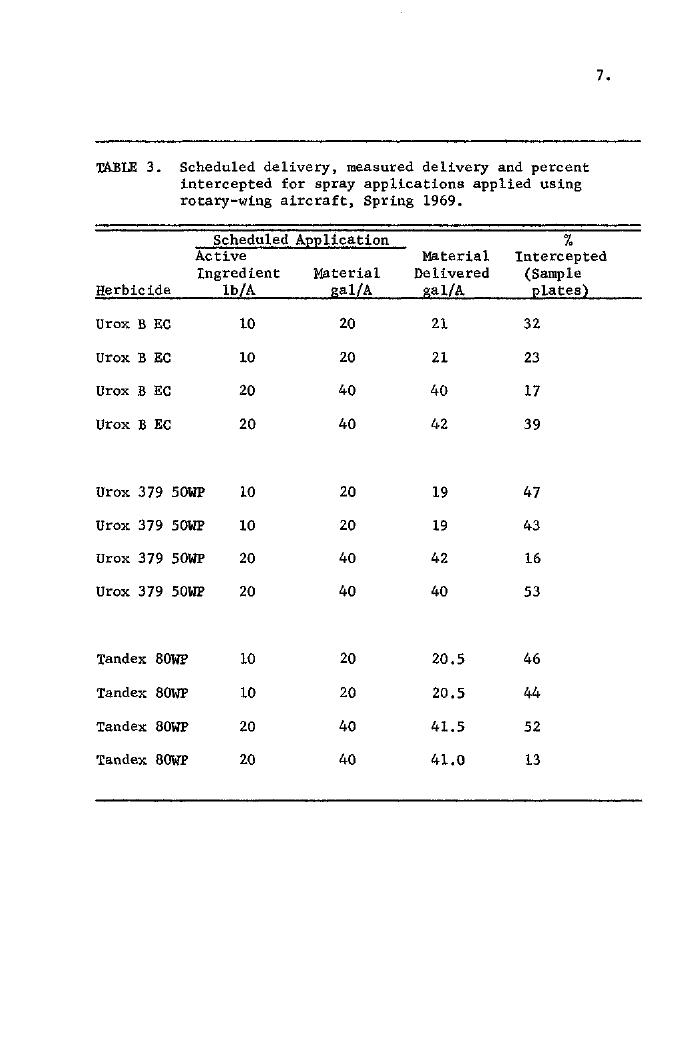 7.
TABLE 3. Scheduled delivery, measured delivery and percent
intercepted for spray applications applied using
rotary-wing aircraft, Spring 1969.
Scheduled Application %
Active Material Intercepted
Ingredient Material Delivered (Sample
Herbicide lb/A gal/A gal/A plates)
Urox B EC 10 20 21 32
Urox B EC 10 20 21 23
Urox B EC 20 40 40 17
Urox B EC 20 40 42 39
Urox 379 50WP 10 20 19 47
Urox 379 50WP 10 20 19 43
Urox 379 50WP 20 40 42 16
Urox 379 50WP 20 40 40 53
Tandex 80WP 10 20 20.5 46
Tandex 80WP 10 20 20.5 44
Tandex 80WP 20 40 41.5 52
Tandex 80WP 20 40 41.0 13